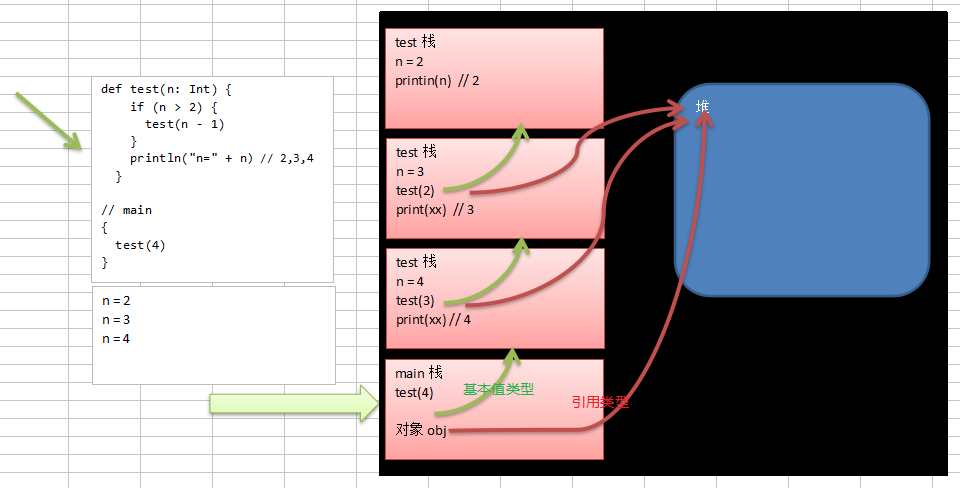 def test(n: Int) {
if (n > 2) {
test(n - 1)
}
println("n=" + n) // 2,3,4
}
// main
{
test(4)
}
n = 2
n = 3
n = 4
test 栈
n = 2
printin(n) // 2
test 栈
n = 3
test(2)
print(xx) // 3
test 栈
n = 4
test(3)
print(xx) // 4
main 栈
test(4)
基本值类型
引用类型
对象 obj
堆